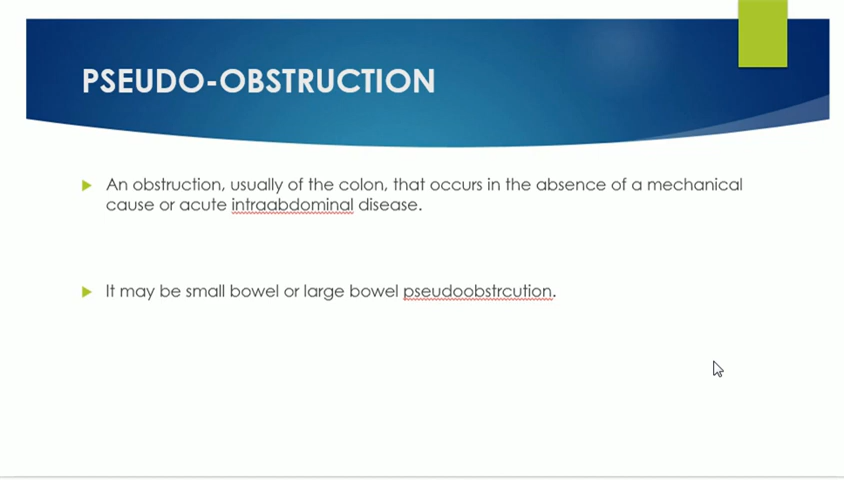 PSEUDO-OBSTRUCTION
An obstruction, usually of the colon, that occurs in the absence of a mechanical
cause or acute intraabdominal disease.
It may be small bowel or large bowel pseudoobstrcution.